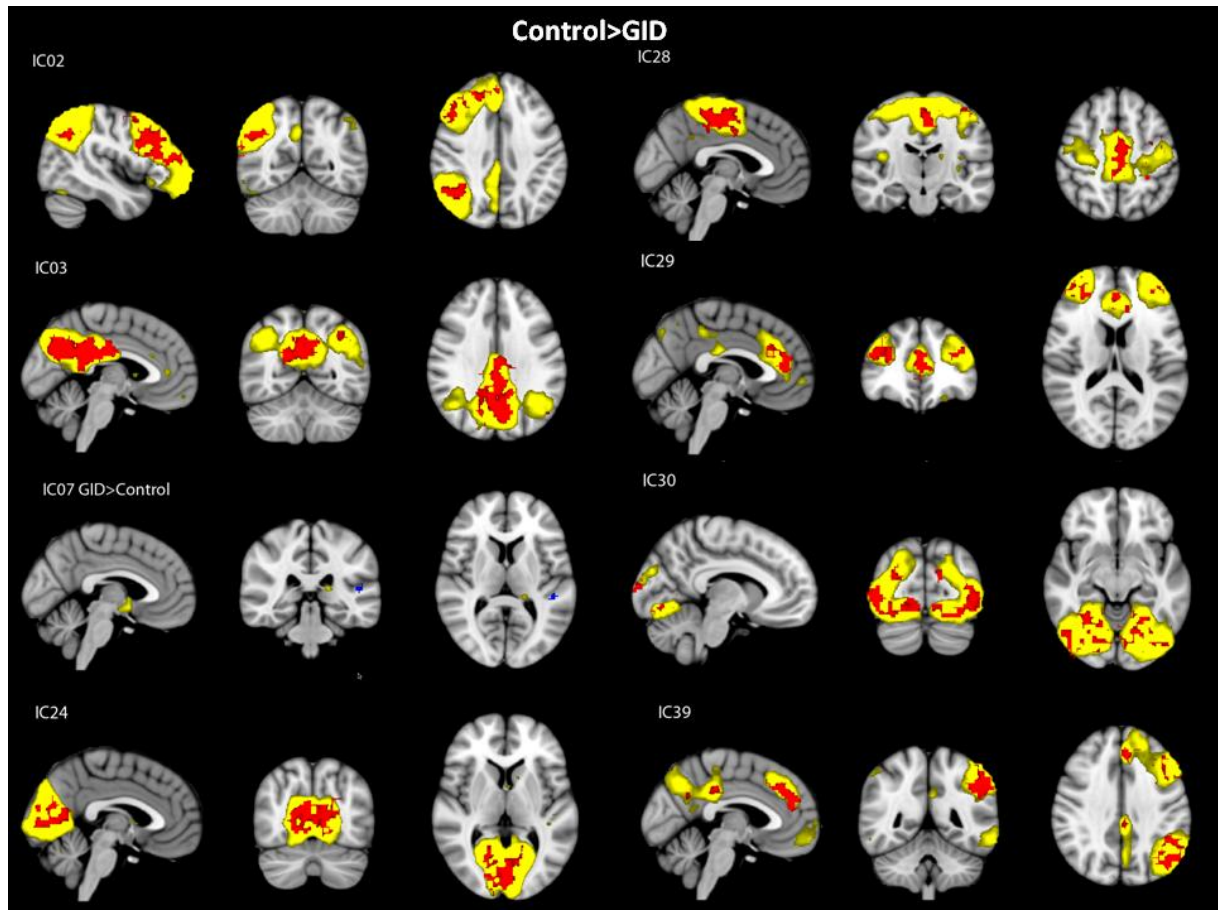 Control>GID
IC02
IC28
IC03
IC29
IC07 GID>Control
IC30
IC24
IC39